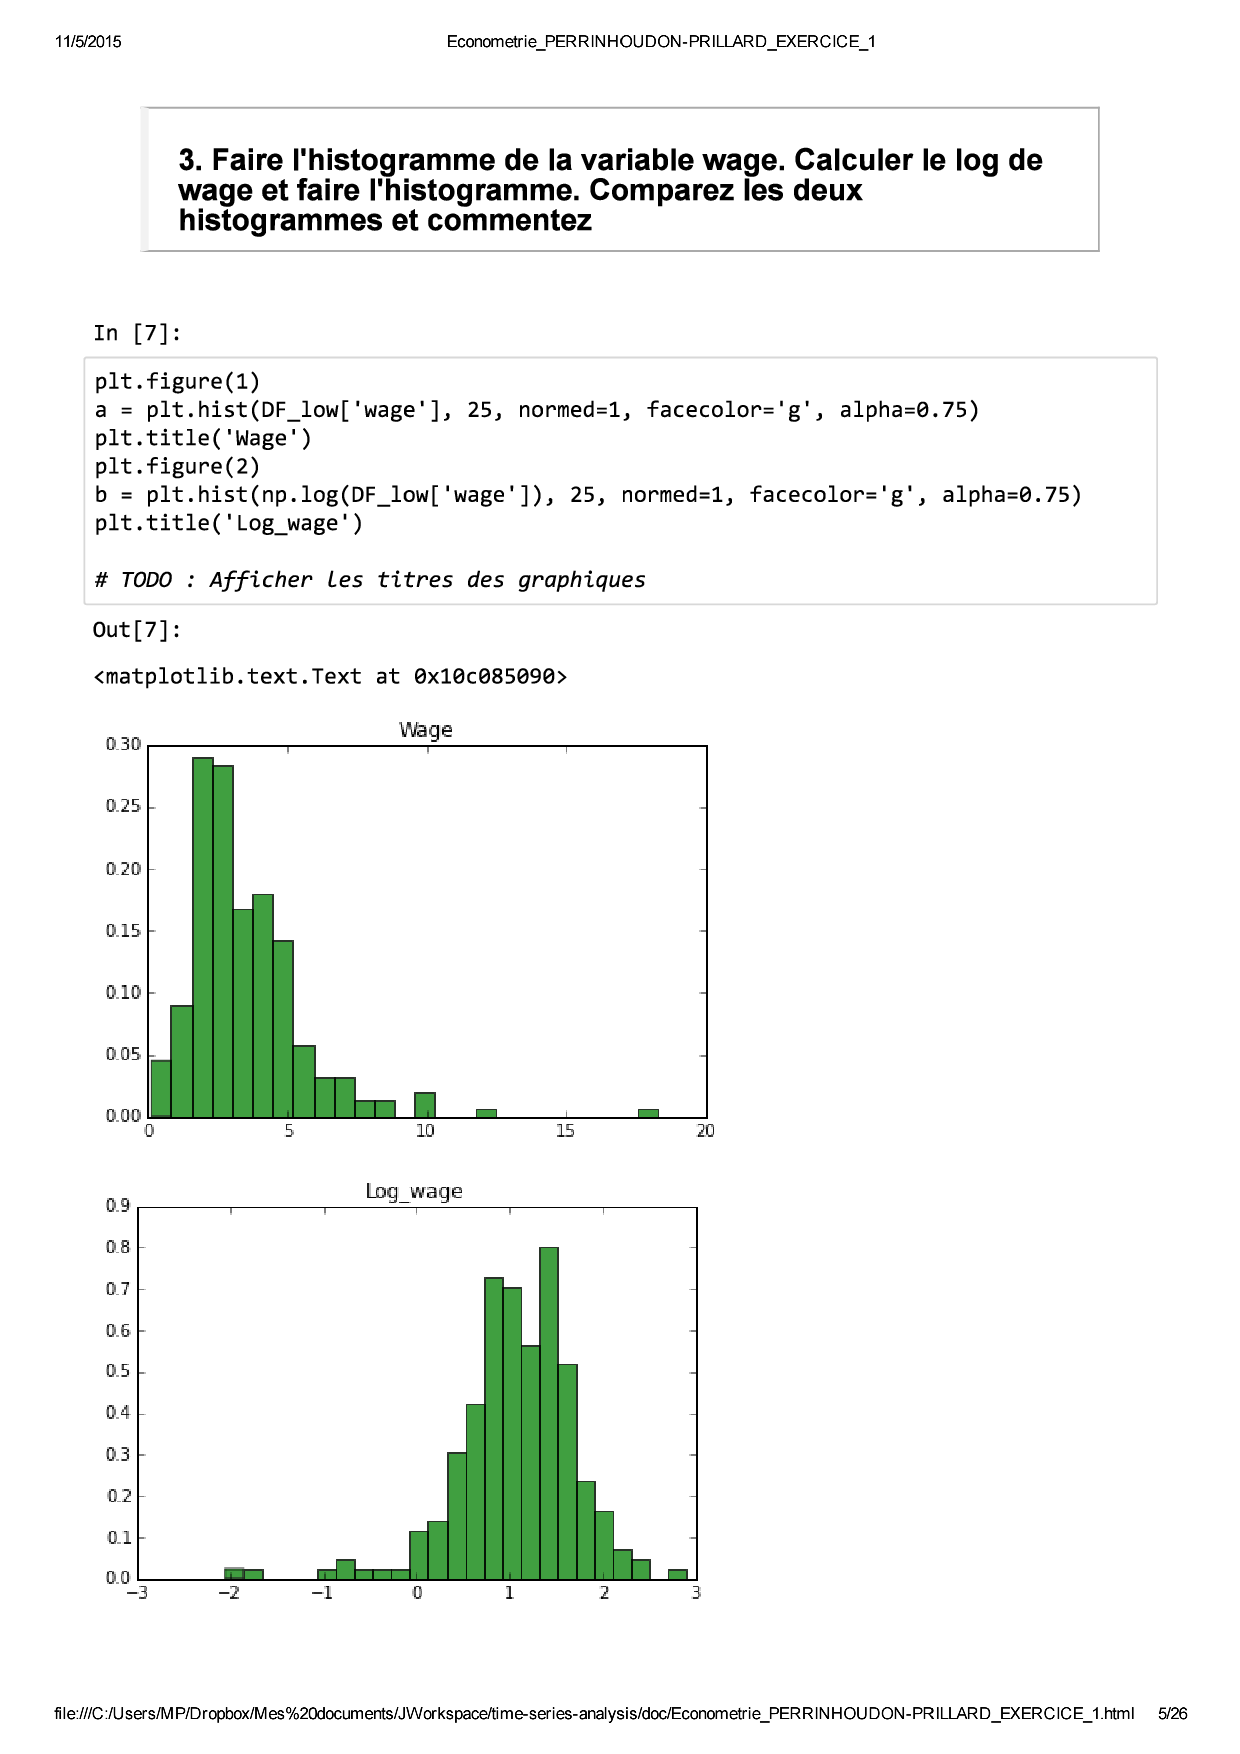 11/5/2015 Econometrie_PERRINHOUDON-PRILLARD_EXERCICE_1
3. Faire l'histogramme de la variable wage. Calculer le log de
wage et faire l'histogramme. Comparez les deux
histogrammes et commentez
In [7]:
plt.figure(1)
a = plt.hist(DF_low['wage'], 25, normed=1, facecolor='g', alpha=0.75)
plt.title('Wage')
plt.figure(2)
b = plt.hist(np.log(DF_low['wage']), 25, normed=1, facecolor='g', alpha=0.75)
plt.title('Log_wage')
# TODO : Afficher les titres des graphiques
Out[7]:
<matplotlib.text.Text at 0x10c085090>
Wage
0.30
0.25
0.20
0.15
0.10
0.05
0.00
0 5 10 15 20
Log_wage
0.9
0.8
0.7
0.6
0.5
0.4
0.3
0.2
0.1
0.0
−3 −2 −1 0 1 2 3
file:///C:/Users/MP/Dropbox/Mes%20documents/JWorkspace/time-series-analysis/doc/Econometrie_PERRINHOUDON-PRILLARD_EXERCICE_1.html 5/26